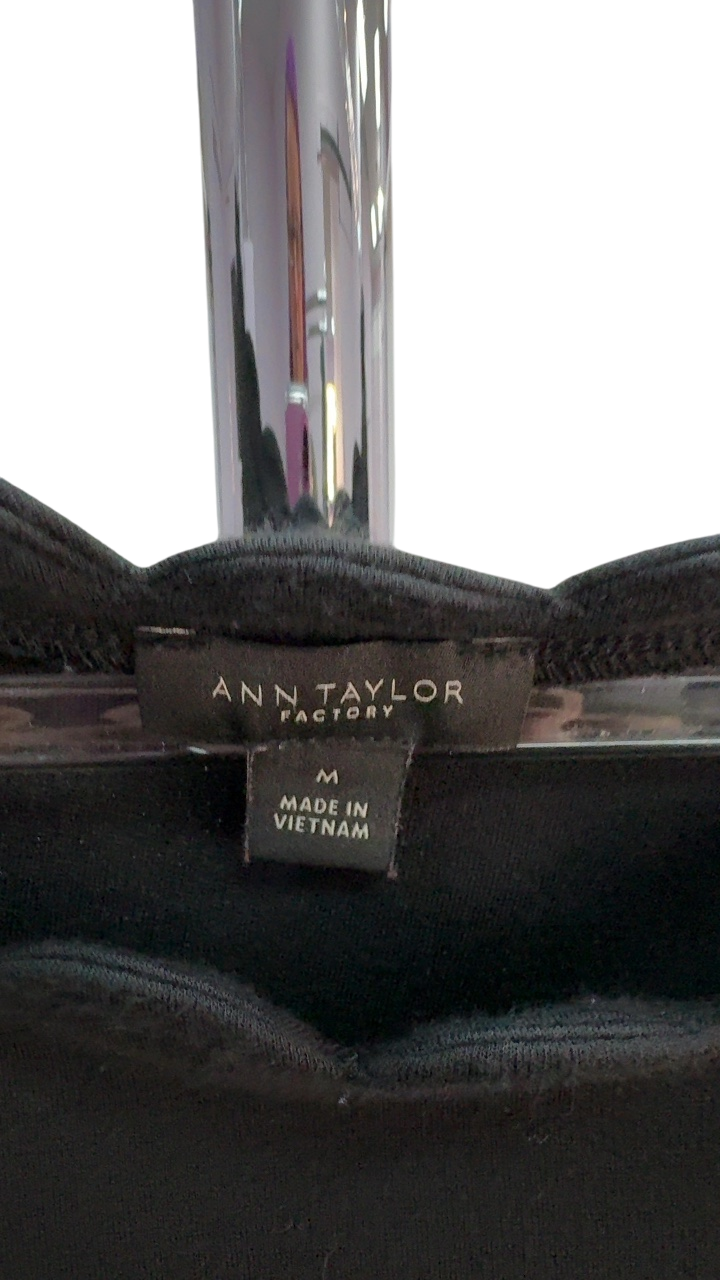 ANN TAYLOR
FACTORY
M
MADE IN
VIETNAM